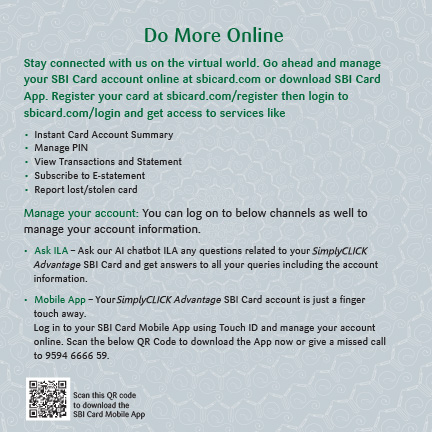 Do More Online
Stay connected with us on the virtual world. Go ahead and manage
your SBI Card account online at sbicard.com or download SBI Card
App. Register your card at sbicard.com/register then login to
sbicard.com/login and get access to services like
• Instant Card Account Summary
• Manage PIN
• View Transactions and Statement
• Subscribe to E-statement
• Report lost/stolen card
Manage your account: You can log on to below channels as well to
manage your account information.
• Ask ILA – Ask our AI chatbot ILA any questions related to your SimplyCLICK
Advantage SBI Card and get answers to all your queries including the account
information.
• Mobile App – Your SimplyCLICK Advantage SBI Card account is just a finger
touch away.
Log in to your SBI Card Mobile App using Touch ID and manage your account
online. Scan the below QR Code to download the App now or give a missed call
to 9594 6666 59.
Scan this QR code
to download the
SBI Card Mobile App